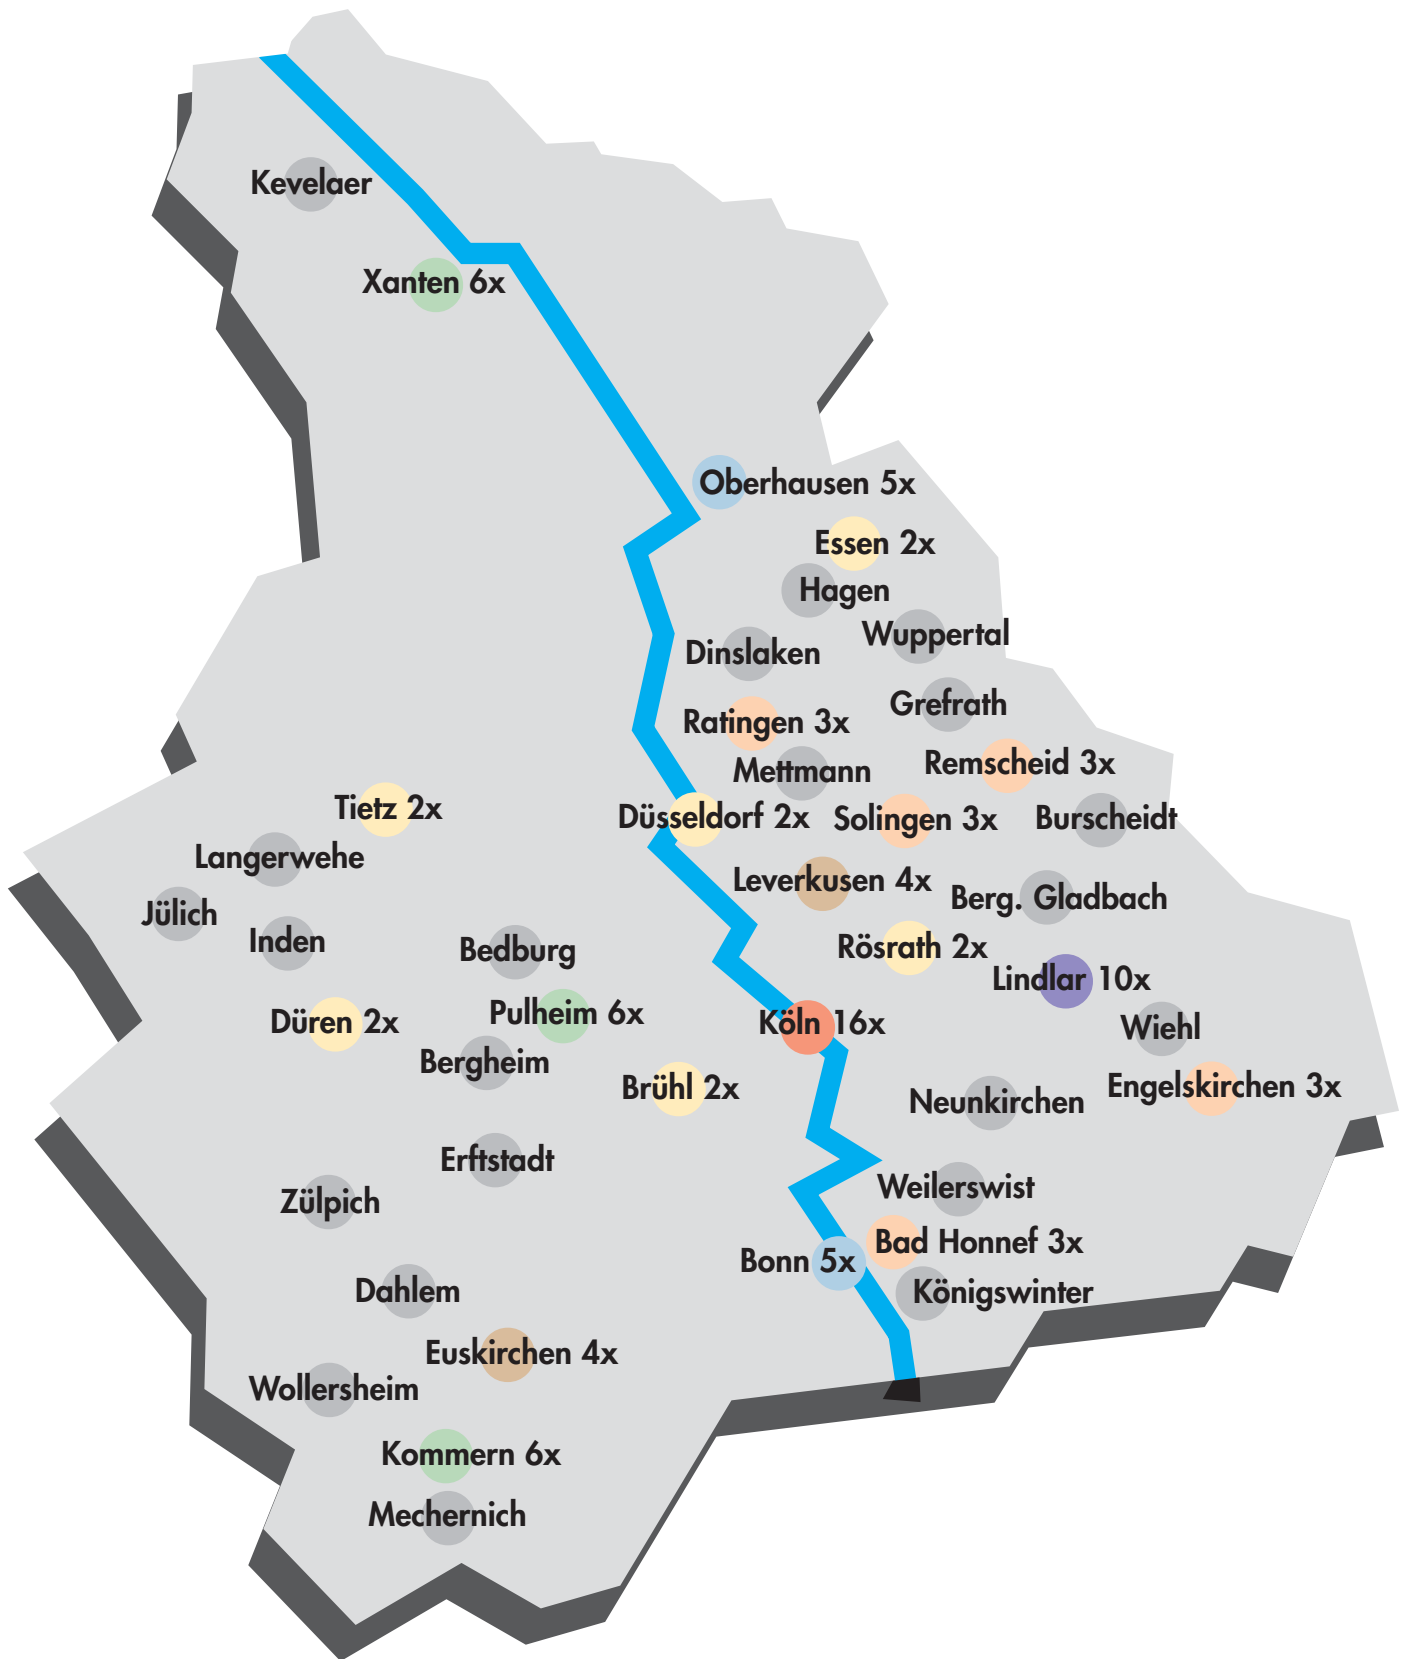 Kevelaer
Xanten 6x
Oberhausen 5x
Essen 2x
Hagen
Wuppertal
Dinslaken
Grefrath
Ratingen 3x
Remscheid 3x
Mettmann
Tietz 2x
Düsseldorf 2x
Solingen 3x
Burscheidt
Langerwehe
Leverkusen 4x
Berg. Gladbach
Jülich
Inden
Bedburg
Rösrath 2x
Lindlar 10x
Düren 2x
Pulheim 6x
Köln 16x
Wiehl
Bergheim
Brühl 2x
Engelskirchen 3x
Neunkirchen
Erftstadt
Weilerswist
Zülpich
Bad Honnef 3x
Bonn 5x
Dahlem
Königswinter
Euskirchen 4x
Wollersheim
Kommern 6x
Mechernich